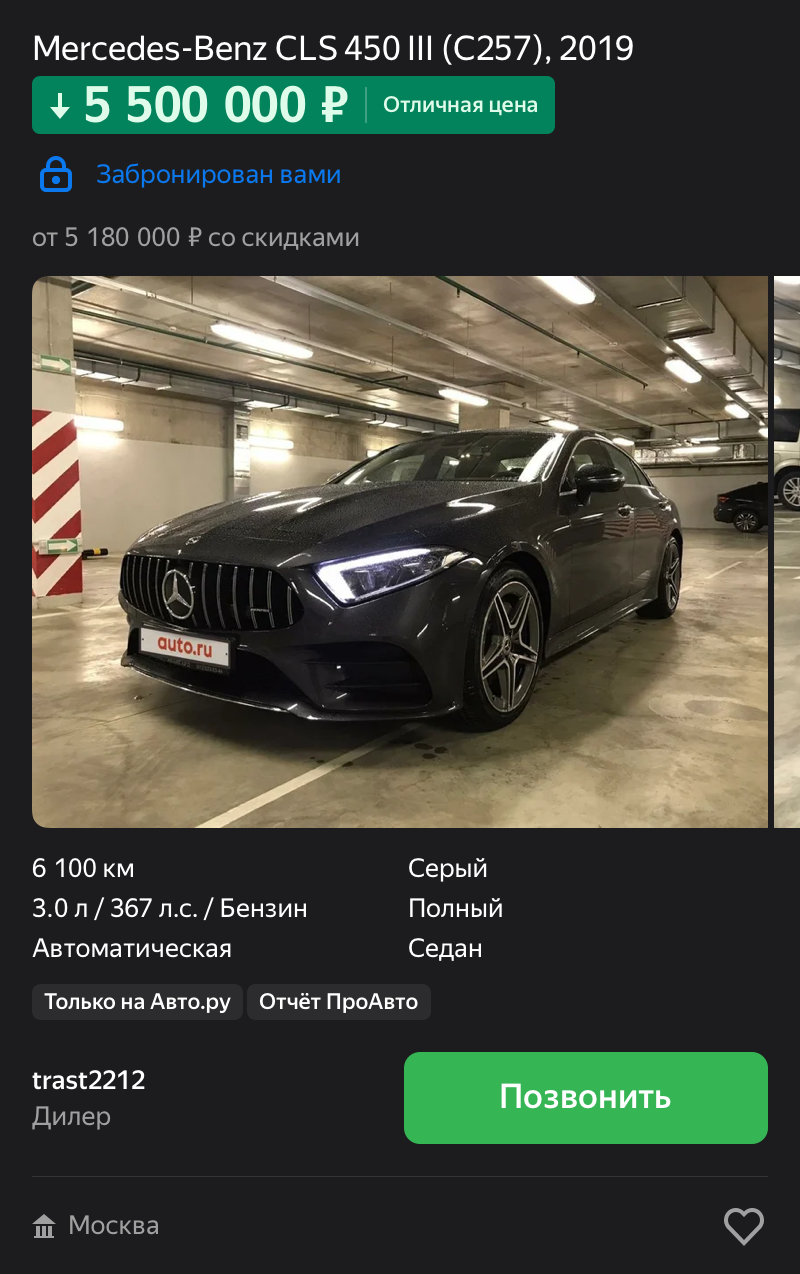 Mercedes-Benz CLS 450 III (C257), 2019
5 500 000 ₽ Отличная цена
Забронирован вами
от 5 180 000 ₽ со скидками
auto.ru
6 100 км Серый
3.0 л / 367 л.с. / Бензин Полный
Автоматическая Седан
Только на Авто.ру Отчёт ПроАвто
trast2212
Дилер
Позвонить
Москва